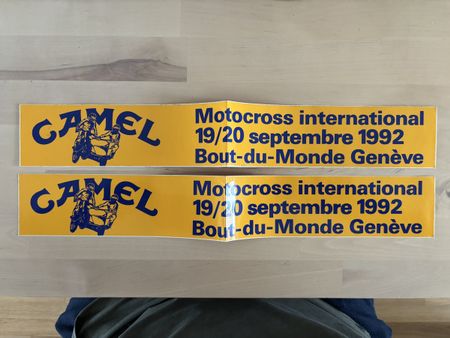 CAMEL
Motocross international
19/20 septembre 1992
Bout-du-Monde Genève
CAMEL
Motocross international
19/20 septembre 1992
Bout-du-Monde Genève